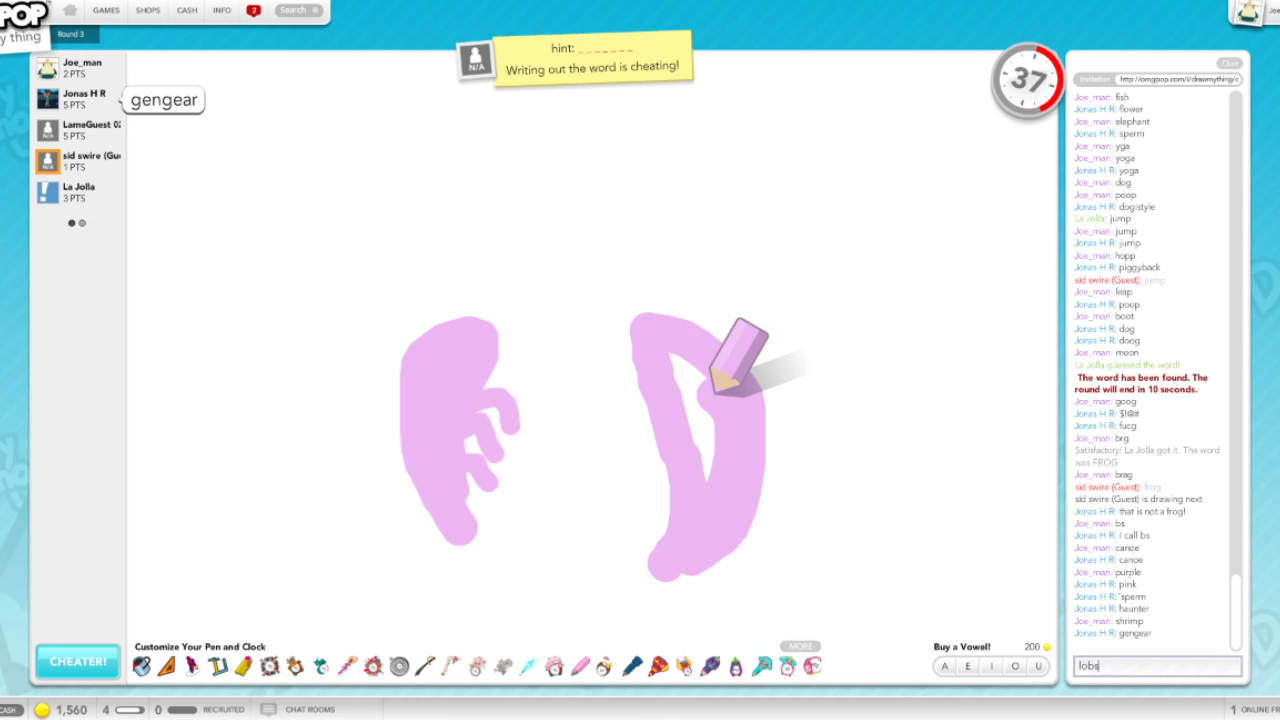 POP
GAMES
SHOPS
CASH
INFO
2
Search
y thing
Round 3
Joe_man
2 PTS
Jonas H R
5 PTS
gengear
LameGuest
5 PTS
sid swire (Gu
1 PTS
La Jolla
3 PTS
N/A
hint: _ _ _ _ _ _ _
Writing out the word is cheating!
37
Quit
Invitation
http://omgpop.com/i/drawmything/c
Joe_man: fish
Jonas H R: flower
Joe_man: elephant
Jonas H R: sperm
Joe_man: yga
Joe_man: yoga
Jonas H R: yoga
Joe_man: dog
Joe_man: poop
Jonas H R: dogistyle
La Jolla: jump
Joe_man: jump
Jonas H R: jump
Joe_man: hopp
Jonas H R: piggyback
sid swire (Guest): jump
Joe_man: leap
Jonas H R: poop
Joe_man: boot
Jonas H R: dog
Jonas H R: doog
Joe_man: moon
La Jolla guessed the word!
The word has been found. The
round will end in 10 seconds.
Joe_man: goog
Jonas H R: $!@#
Jonas H R: fucg
Joe_man: brg
Satisfactory! La Jolla got it. The word
was FROG
Joe_man: brag
sid swire (Guest): frog
sid swire (Guest) is drawing next
Jonas H R: that is not a frog!
Joe_man: bs
Jonas H R: I call bs
Joe_man: canoe
Jonas H R: canoe
Joe_man: purple
Jonas H R: pink
Jonas H R: ¨sperm
Jonas H R: haunter
Joe_man: shrimp
Jonas H R: gengear
lobs
CHEATER!
Customize Your Pen and Clock
MORE
Buy a Vowel!
200
A E I O U
CASH
1,560
4
0
RECRUITED
CHAT ROOMS
1 ONLINE FR